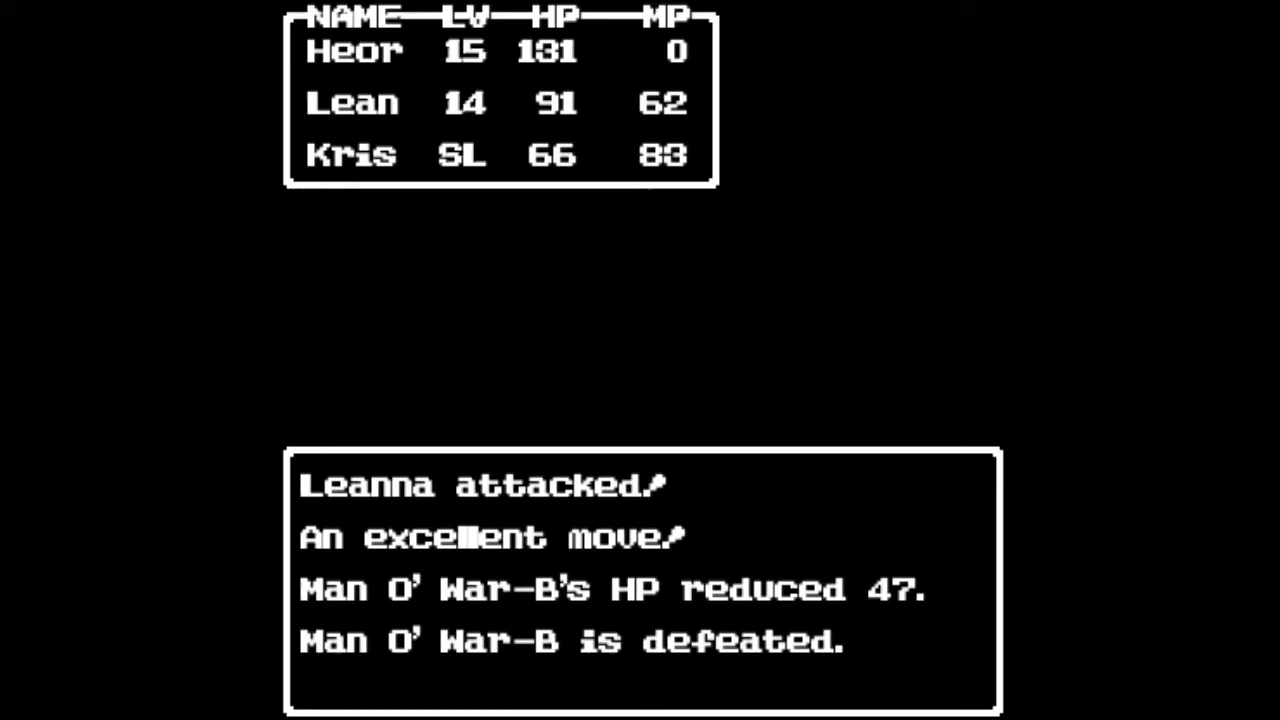 NAME LV HP MP
Heor 15 131 0
Lean 14 91 62
Kris SL 66 83
Leanna attacked!
An excellent move!
Man O' War-B's HP reduced 47.
Man O' War-B is defeated.